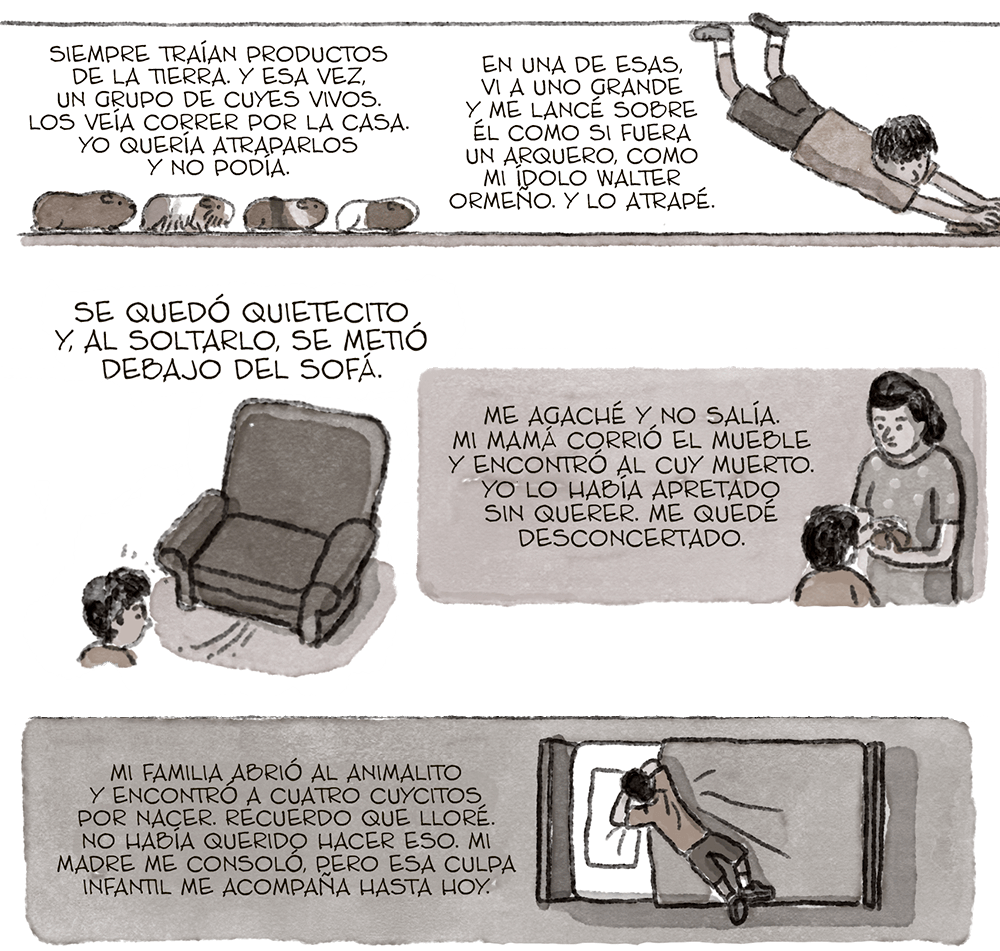 SIEMPRE TRAÍAN PRODUCTOS
DE LA TIERRA. Y ESA VEZ,
UN GRUPO DE CUYES VIVOS.
LOS VEÍA CORRER POR LA CASA.
YO QUERÍA ATRAPARLOS
Y NO PODÍA.
EN UNA DE ESAS,
VI A UNO GRANDE
Y ME LANCÉ SOBRE
ÉL COMO SI FUERA
UN ARQUERO, COMO
MI ÍDOLO WALTER
ORMEÑO. Y LO ATRAPÉ.
SE QUEDÓ QUIETECITO
Y, AL SOLTARLO, SE METIÓ
DEBAJO DEL SOFÁ.
ME AGACHÉ Y NO SALÍA.
MI MAMÁ CORRIÓ EL MUEBLE
Y ENCONTRÓ AL CUY MUERTO.
YO LO HABÍA APRETADO
SIN QUERER. ME QUEDÉ
DESCONCERTADO.
MI FAMILIA ABRIÓ AL ANIMALITO
Y ENCONTRÓ A CUATRO CUYCITOS
POR NACER. RECUERDO QUE LLORÉ.
NO HABÍA QUERIDO HACER ESO. MI
MADRE ME CONSOLÓ, PERO ESA CULPA
INFANTIL ME ACOMPAÑA HASTA HOY.